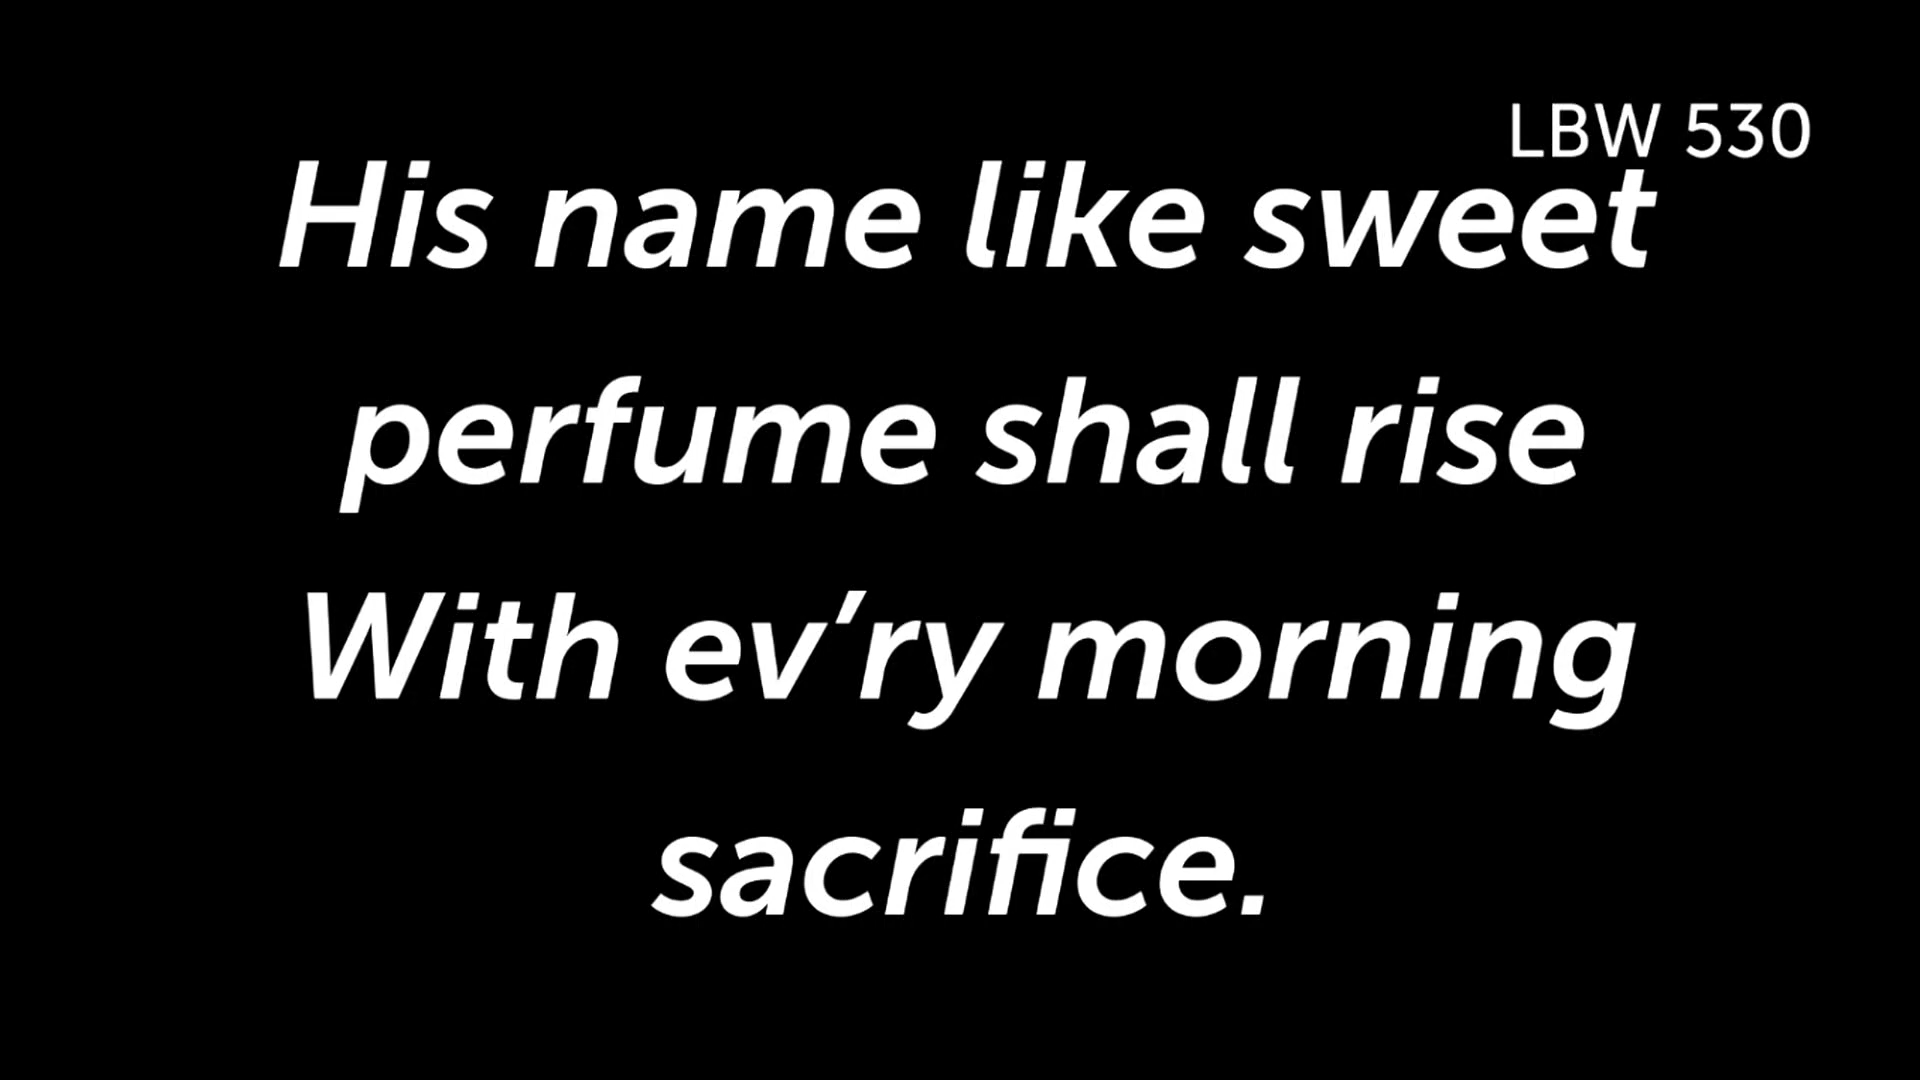 LBW 530
His name like sweet
perfume shall rise
With ev’ry morning
sacrifice.